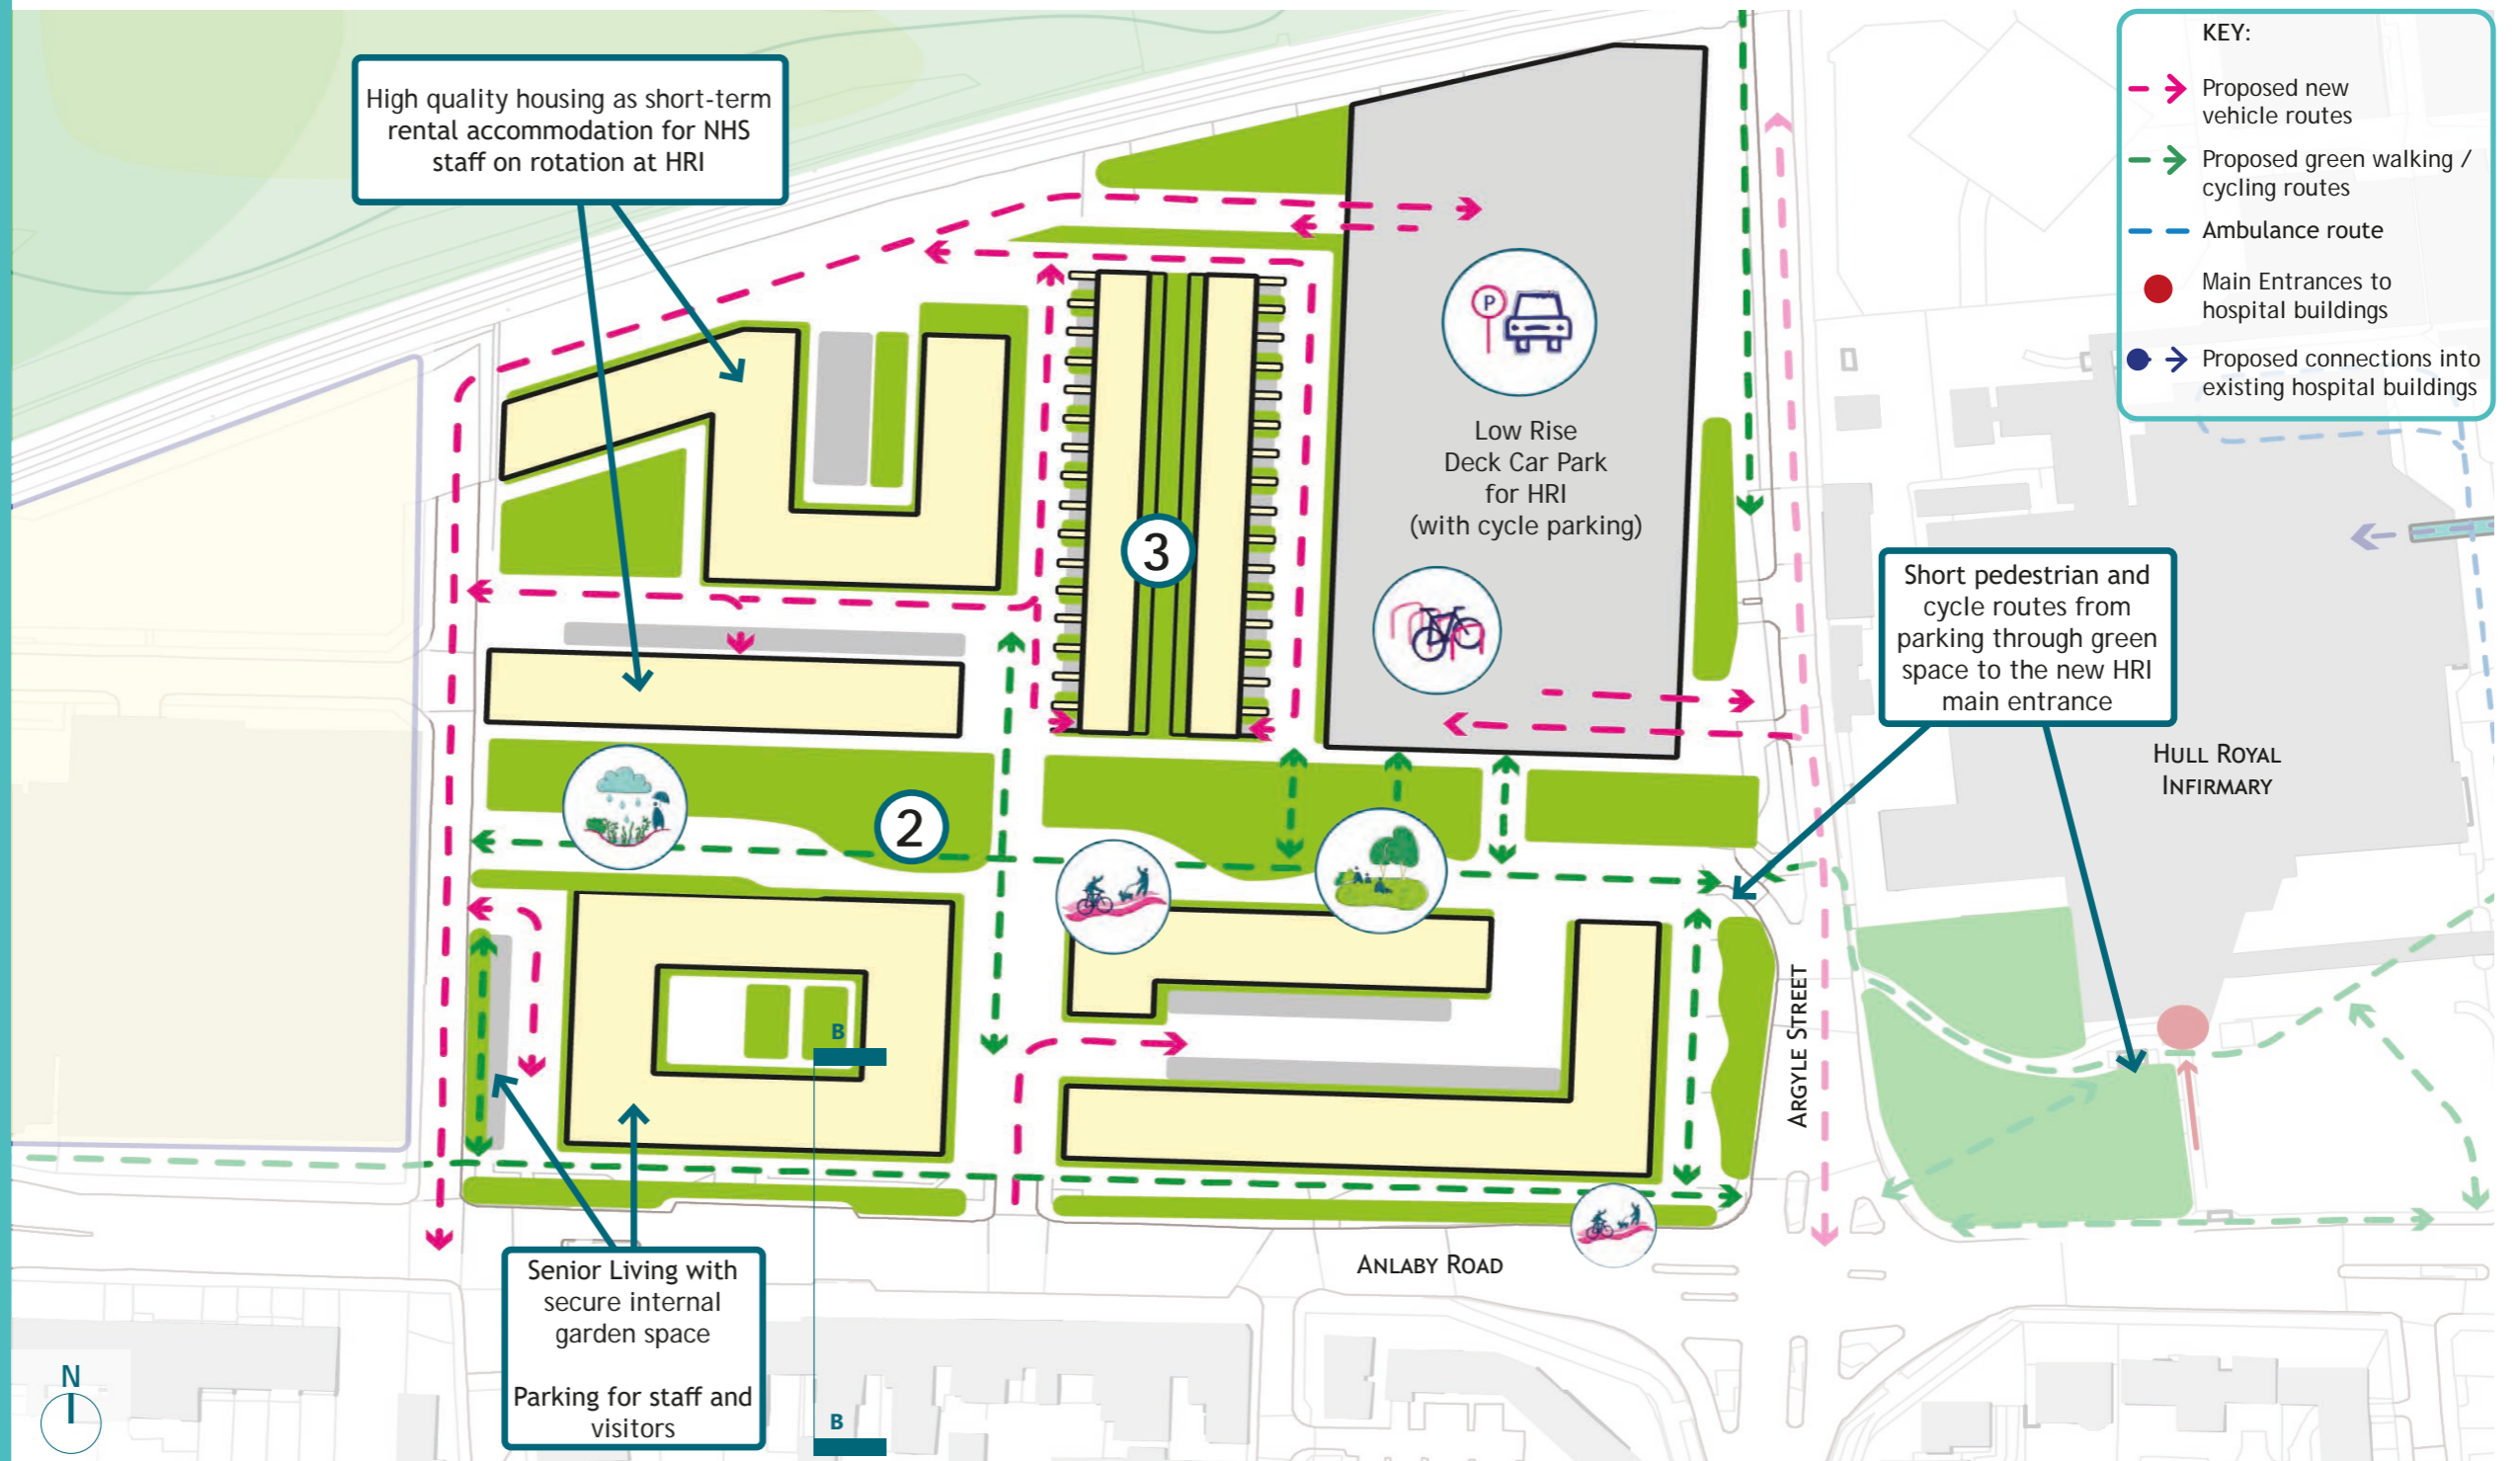 High quality housing as short-term
rental accommodation for NHS
staff on rotation at HRI
KEY:
Proposed new
vehicle routes
Proposed green walking /
cycling routes
Ambulance route
Main Entrances to
hospital buildings
Proposed connections into
existing hospital buildings
P
Low Rise
Deck Car Park
for HRI
(with cycle parking)
3
Short pedestrian and
cycle routes from
parking through green
space to the new HRI
main entrance
HULL ROYAL
INFIRMARY
2
B
ARGYLE STREET
ANLABY ROAD
Senior Living with
secure internal
garden space
Parking for staff and
visitors
B
N